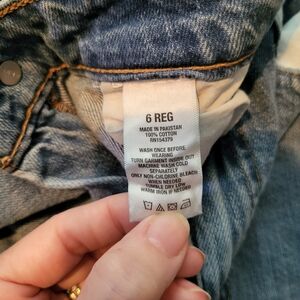 6 REG
MADE IN PAKISTAN
100% COTTON
RN154379
WASH ONCE BEFORE
WEARING
TURN GARMENT INSIDE OUT
MACHINE WASH COLD
SEPARATELY
ONLY NON-CHLORINE BLEACH
WHEN NEEDED
TUMBLE DRY LOW
WARM IRON IF NEEDED